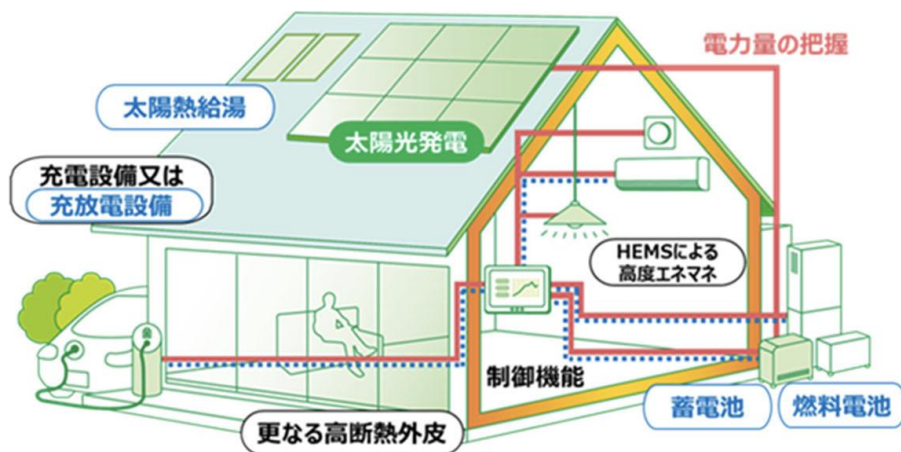 電力量の把握
太陽熱給湯
太陽光発電
充電設備又は
充放電設備
HEMSによる
高度エネマネ
制御機能
蓄電池
燃料電池
更なる高断熱外皮